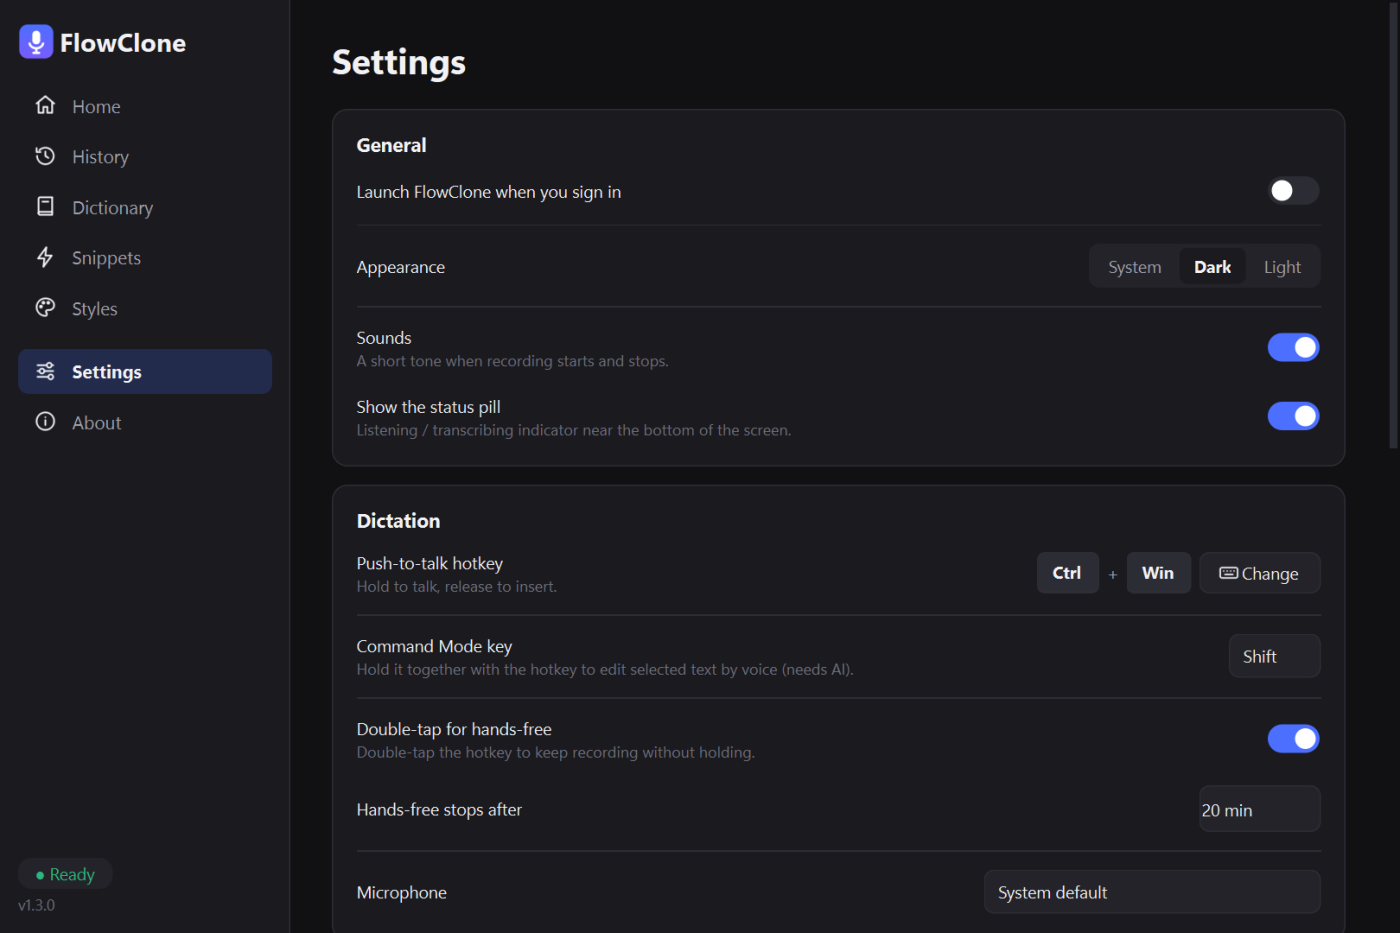 FlowClone
Home
History
Dictionary
Snippets
Styles
Settings
About
Ready
v1.3.0
Settings
General
Launch FlowClone when you sign in
Appearance
System Dark Light
Sounds
A short tone when recording starts and stops.
Show the status pill
Listening / transcribing indicator near the bottom of the screen.
Dictation
Push-to-talk hotkey
Hold to talk, release to insert.
Ctrl + Win Change
Command Mode key
Hold it together with the hotkey to edit selected text by voice (needs AI).
Shift
Double-tap for hands-free
Double-tap the hotkey to keep recording without holding.
Hands-free stops after
20 min
Microphone
System default